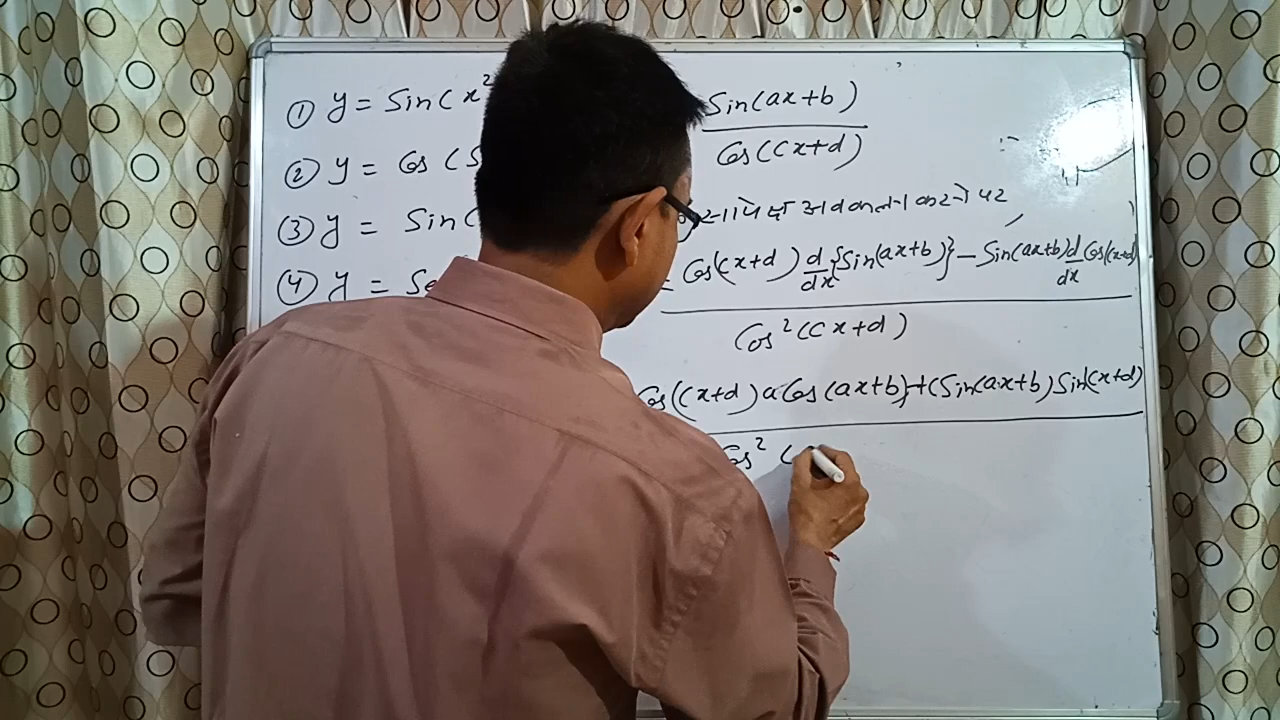 ① y = Sin(x²
② y = Cos (S
③ y = Sin(
④ y = Se
Sin(ax+b)
Cos(Cx+d)
Cos(cx+d) d/dx{Sin(ax+b)} - Sin(ax+b) d/dx Cos(cx+d)
Cos²(Cx+d)
Cos(cx+d) a Cos(ax+b)+(Sin(ax+b) Sin(cx+d)
Cos² (